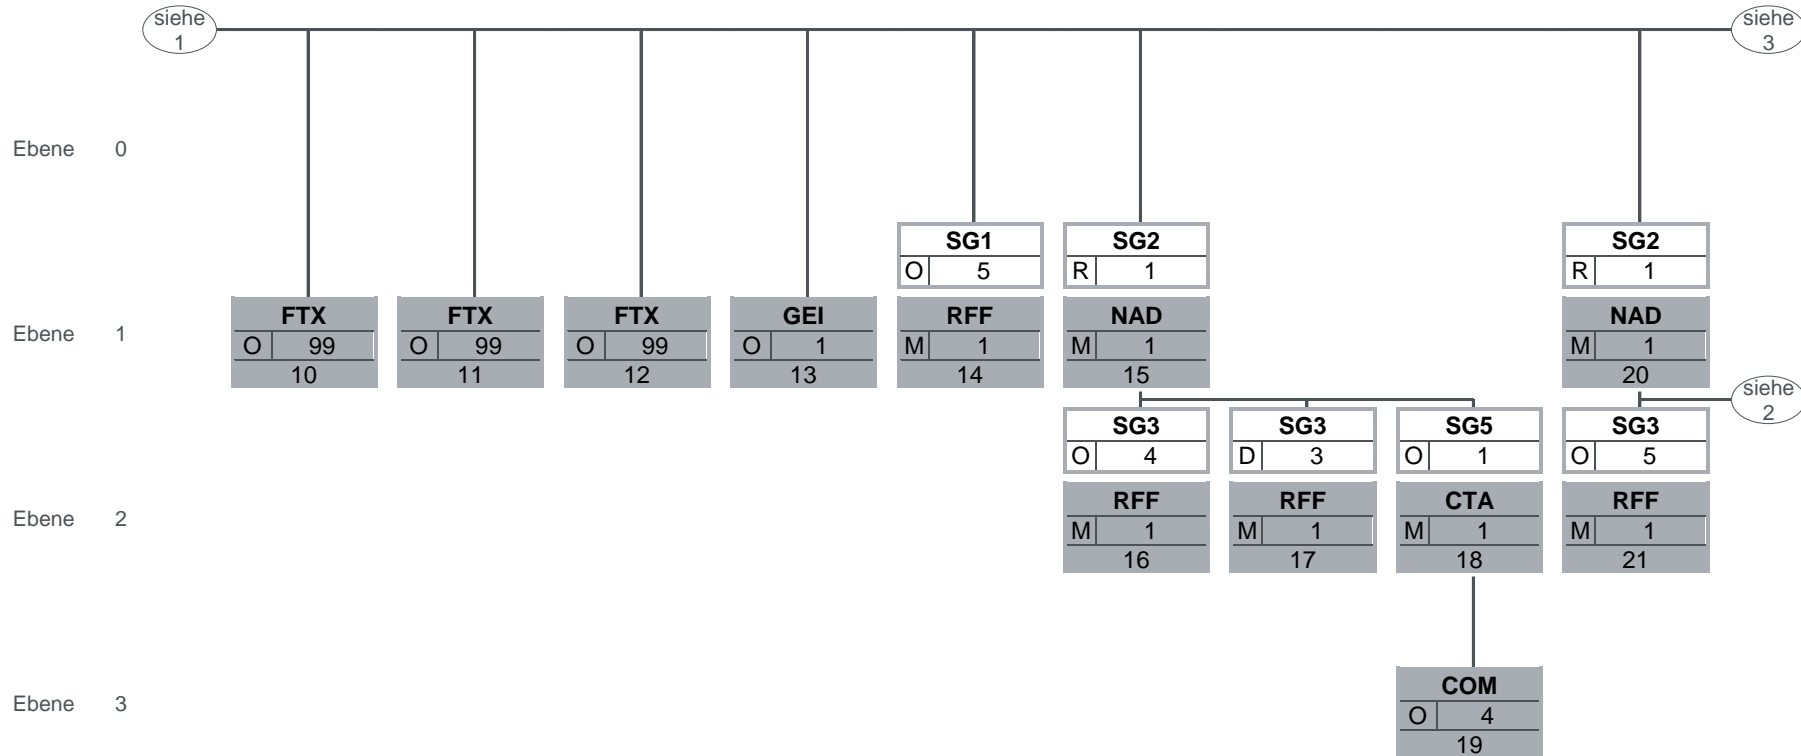 siehe
1
siehe
3
Ebene 0
SG1
O 5
SG2
R 1
SG2
R 1
Ebene 1
FTX
O 99
10
FTX
O 99
11
FTX
O 99
12
GEI
O 1
13
RFF
M 1
14
NAD
M 1
15
NAD
M 1
20
siehe
2
SG3
O 4
SG3
D 3
SG5
O 1
SG3
O 5
Ebene 2
RFF
M 1
16
RFF
M 1
17
CTA
M 1
18
RFF
M 1
21
Ebene 3
COM
O 4
19